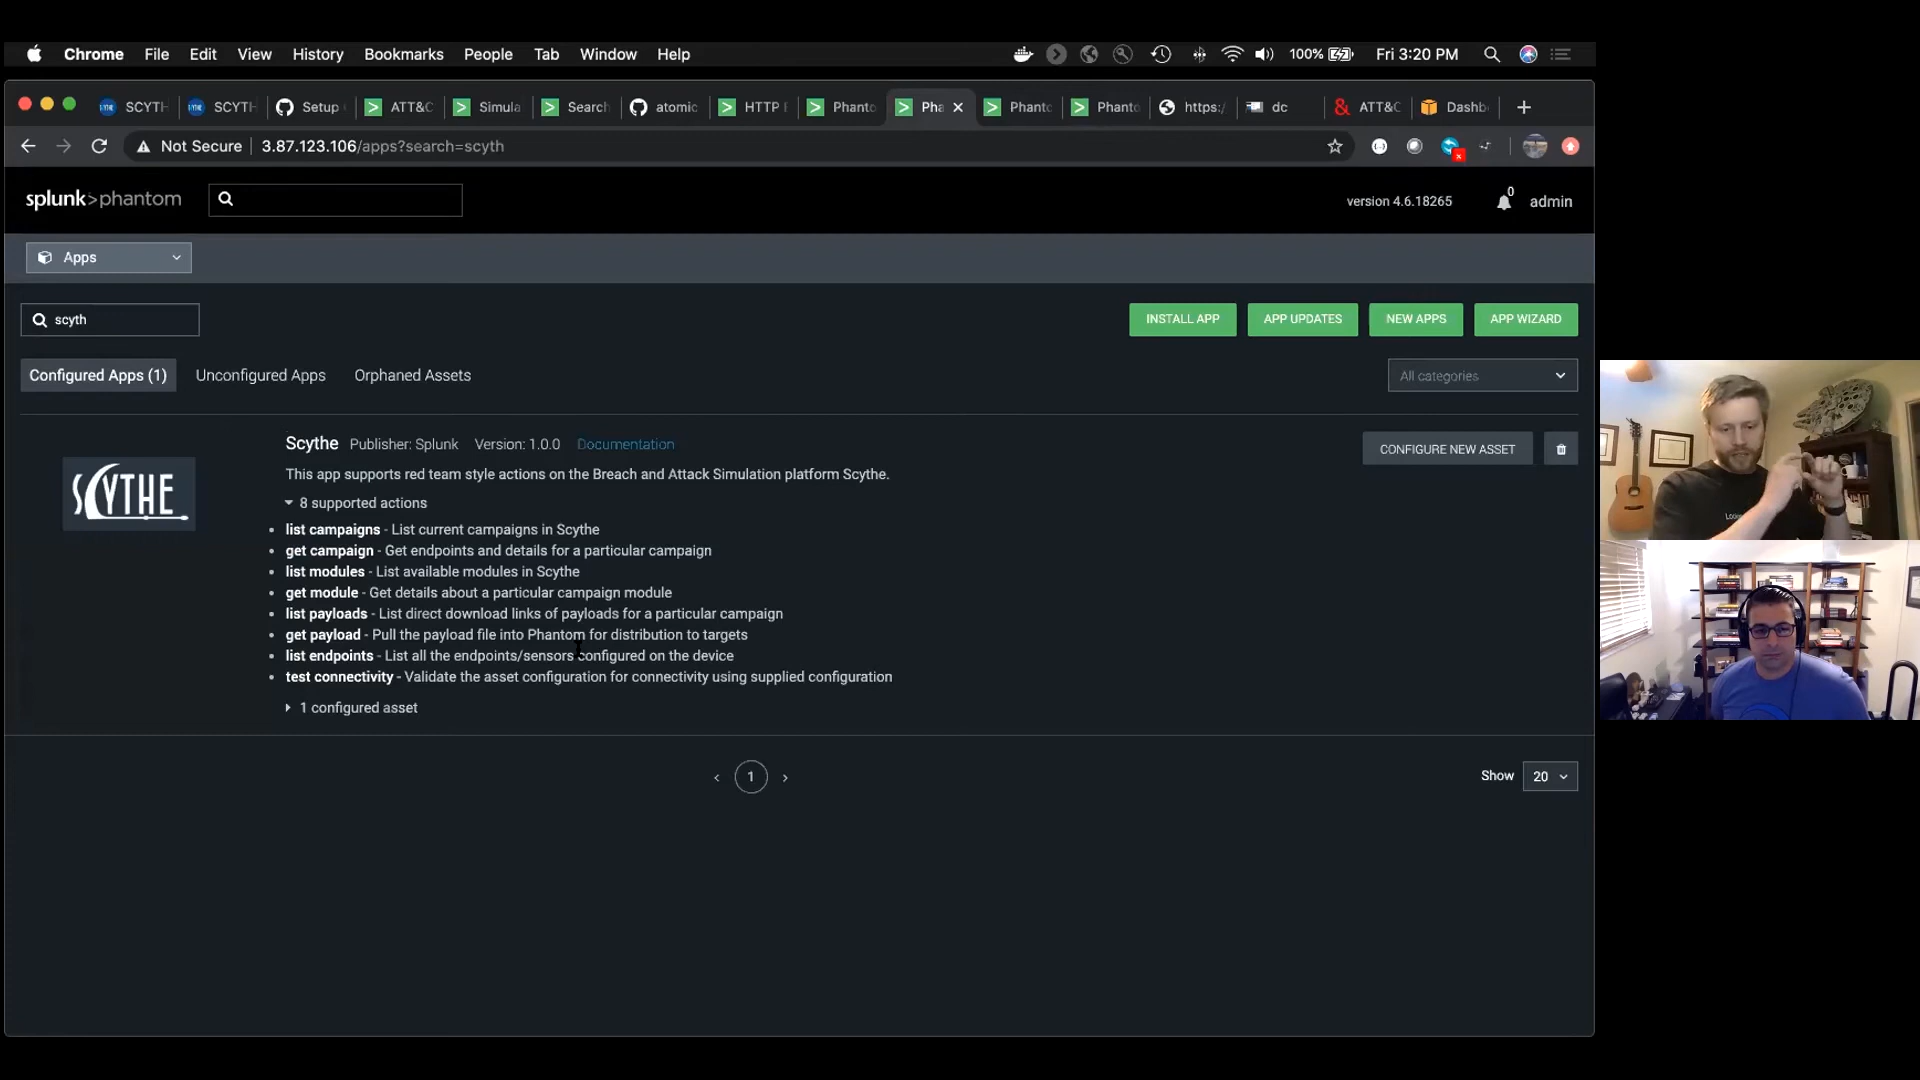 Chrome File Edit View History Bookmarks People Tab Window Help 100% Fri 3:20 PM
SCYTH SCYTH Setup ATT&C Simula Search atomic HTTP Phanto Pha Phanto Phanto https:/ dc ATT&C Dashb
Not Secure 3.87.123.106/apps?search=scyth
splunk>phantom version 4.6.18265 0 admin
Apps
scyth INSTALL APP APP UPDATES NEW APPS APP WIZARD
Configured Apps (1) Unconfigured Apps Orphaned Assets All categories
SCYTHE
Scythe Publisher: Splunk Version: 1.0.0 Documentation CONFIGURE NEW ASSET
This app supports red team style actions on the Breach and Attack Simulation platform Scythe.
8 supported actions
list campaigns - List current campaigns in Scythe
get campaign - Get endpoints and details for a particular campaign
list modules - List available modules in Scythe
get module - Get details about a particular campaign module
list payloads - List direct download links of payloads for a particular campaign
get payload - Pull the payload file into Phantom for distribution to targets
list endpoints - List all the endpoints/sensors configured on the device
test connectivity - Validate the asset configuration for connectivity using supplied configuration
1 configured asset
1 Show 20